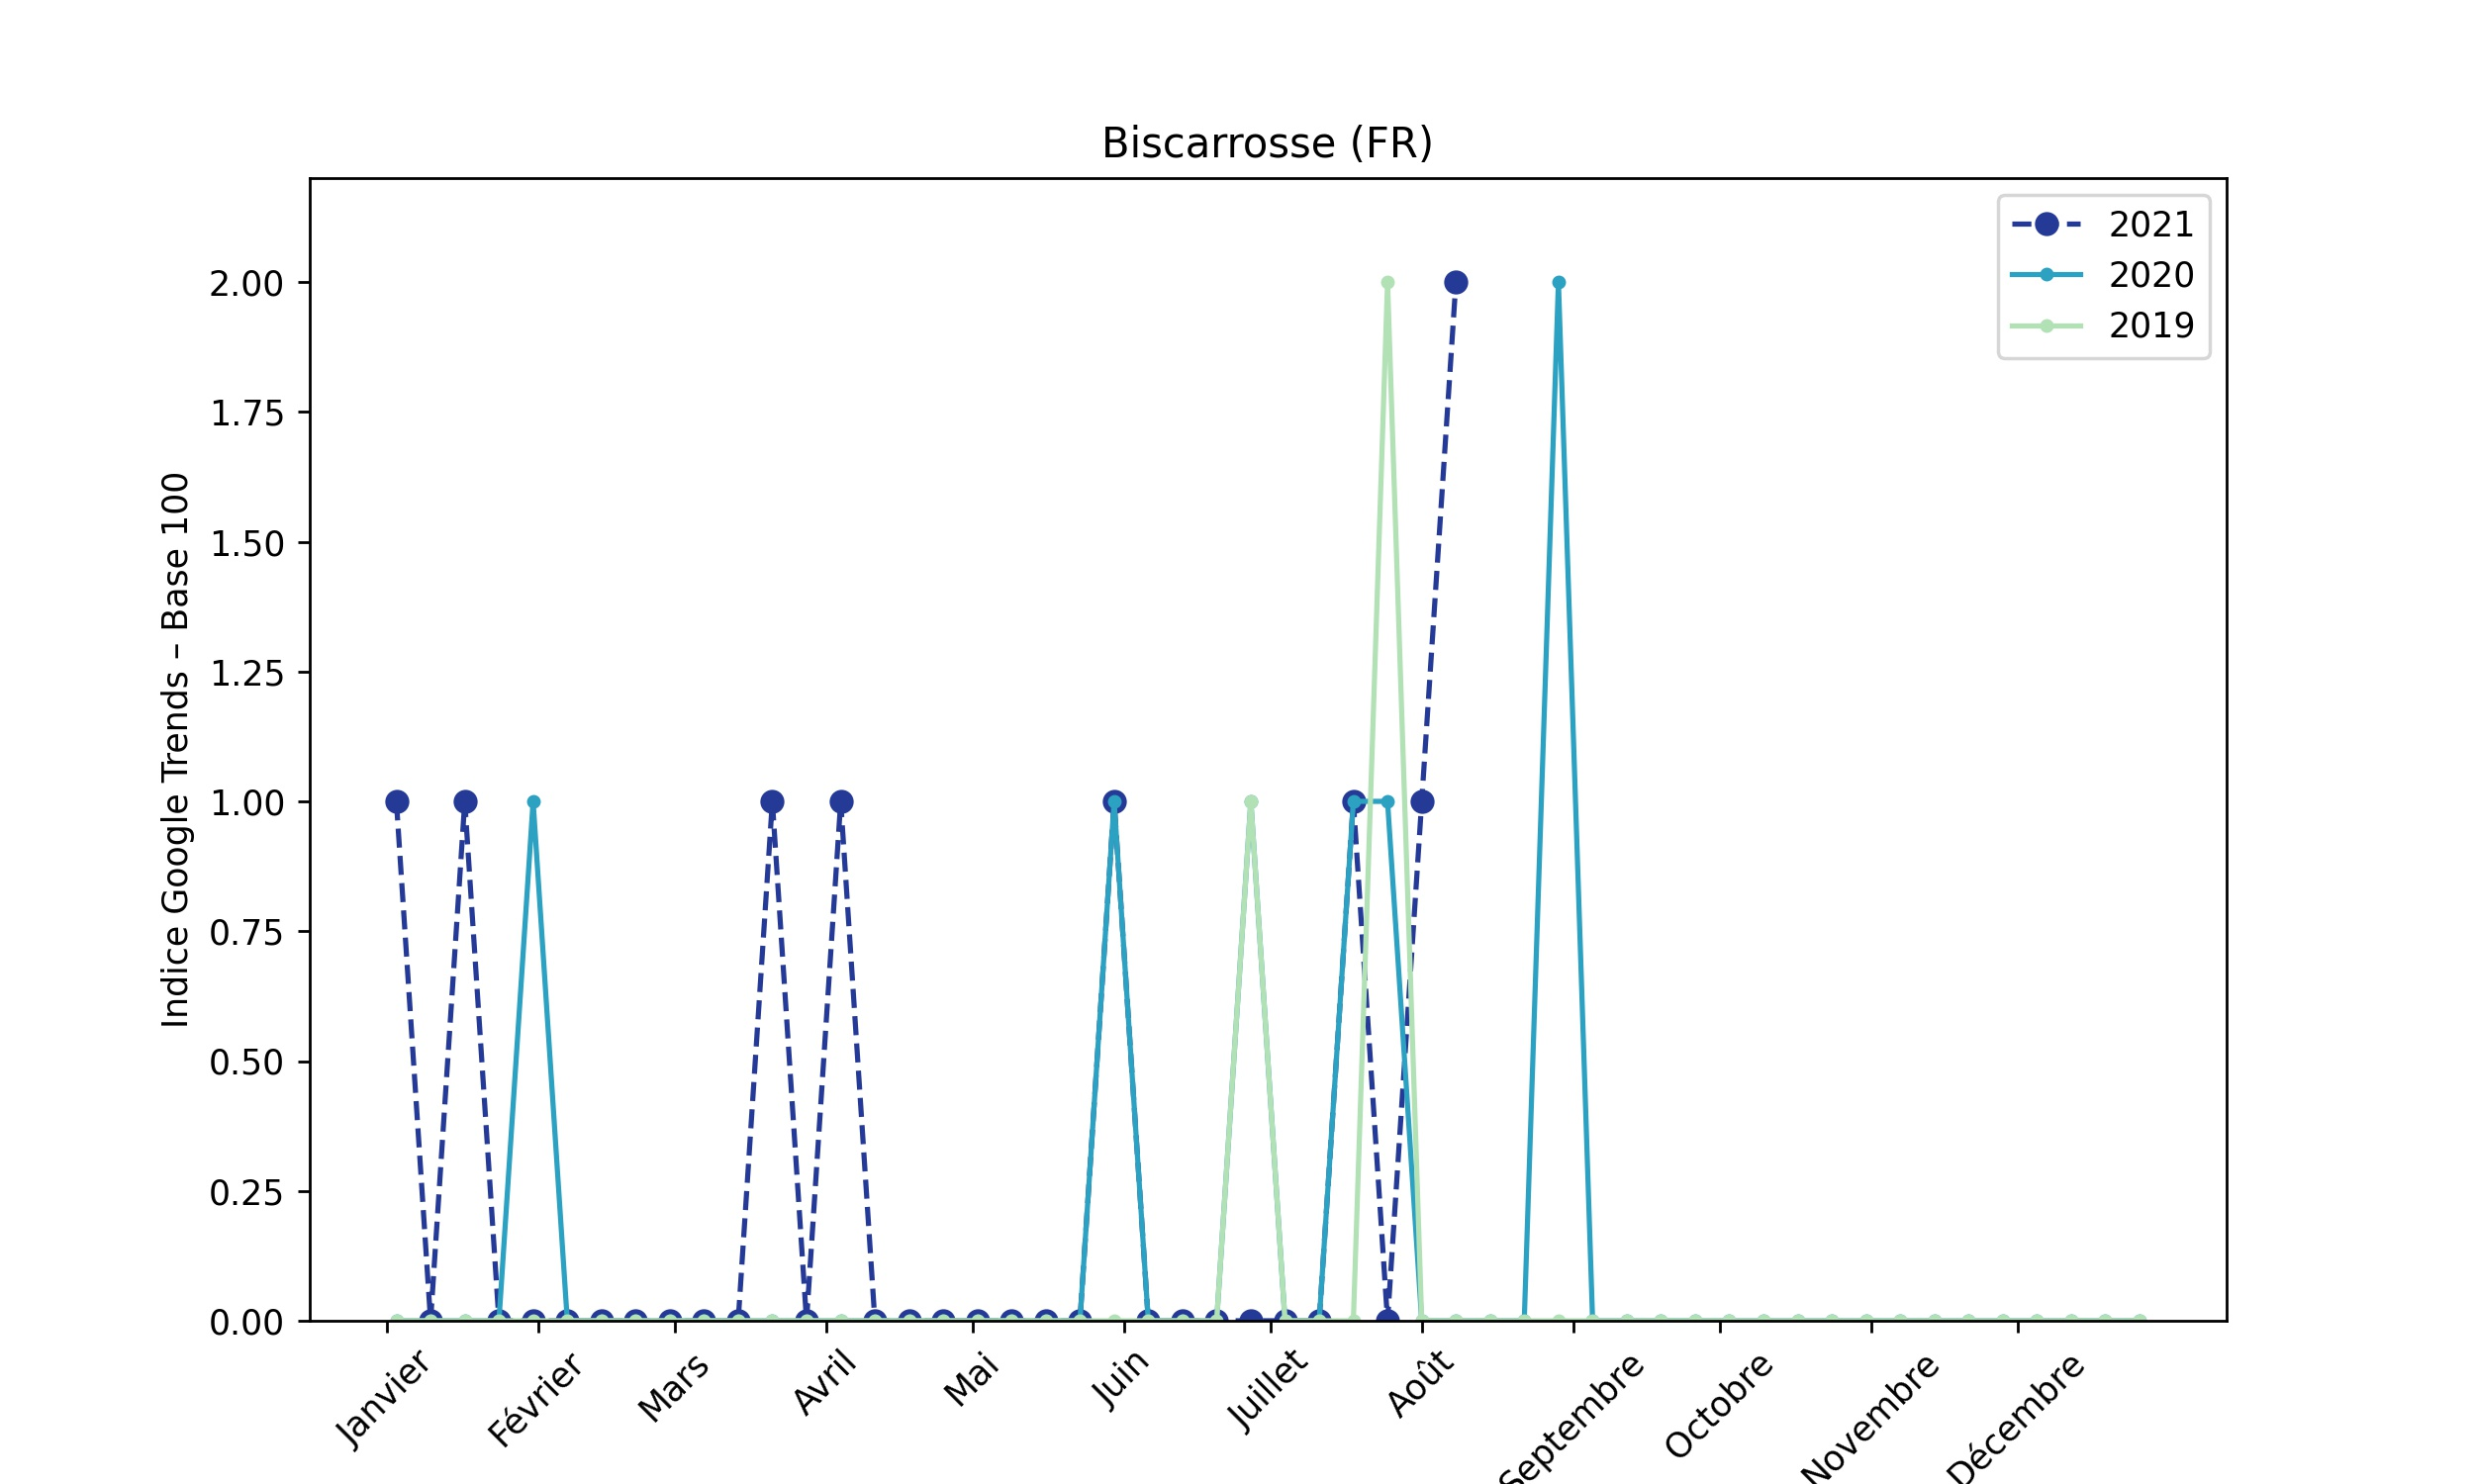 Biscarrosse (FR)
2021
2020
2019
Indice Google Trends – Base 100
2.00
1.75
1.50
1.25
1.00
0.75
0.50
0.25
0.00
Janvier
Février
Mars
Avril
Mai
Juin
Juillet
Août
Septembre
Octobre
Novembre
Décembre